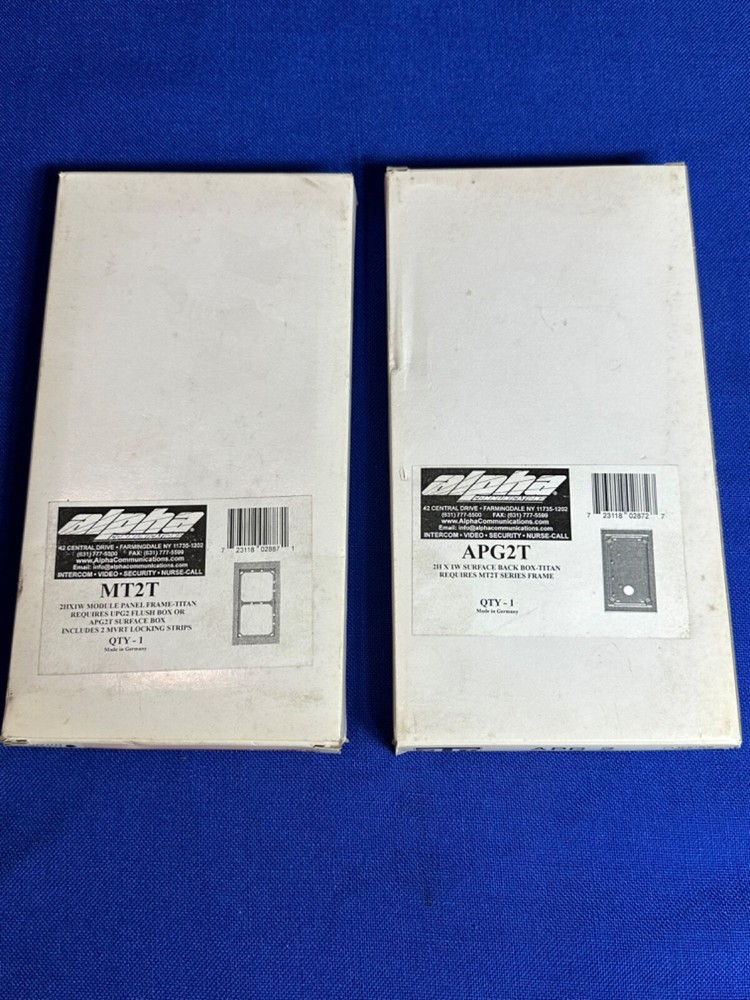 alpha
COMMUNICATIONS
42 CENTRAL DRIVE • FARMINGDALE NY 11735-1202
(631) 777-5500 FAX: (631) 777-5599
www.AlphaCommunications.com
Email: info@alphacommunications.com
INTERCOM • VIDEO • SECURITY • NURSE-CALL
7 23118 02887 1
MT2T
2HX1W MODULE PANEL FRAME-TITAN
REQUIRES UPG2 FLUSH BOX OR
APG2T SURFACE BOX
INCLUDES 2 MVRT LOCKING STRIPS
QTY - 1
Made in Germany
alpha
COMMUNICATIONS
42 CENTRAL DRIVE • FARMINGDALE NY 11735-1202
(631) 777-5500 FAX: (631) 777-5599
www.AlphaCommunications.com
Email: info@alphacommunications.com
INTERCOM • VIDEO • SECURITY • NURSE-CALL
7 23118 02872 7
APG2T
2H X 1W SURFACE BACK BOX-TITAN
REQUIRES MT2T SERIES FRAME
QTY - 1
Made in Germany